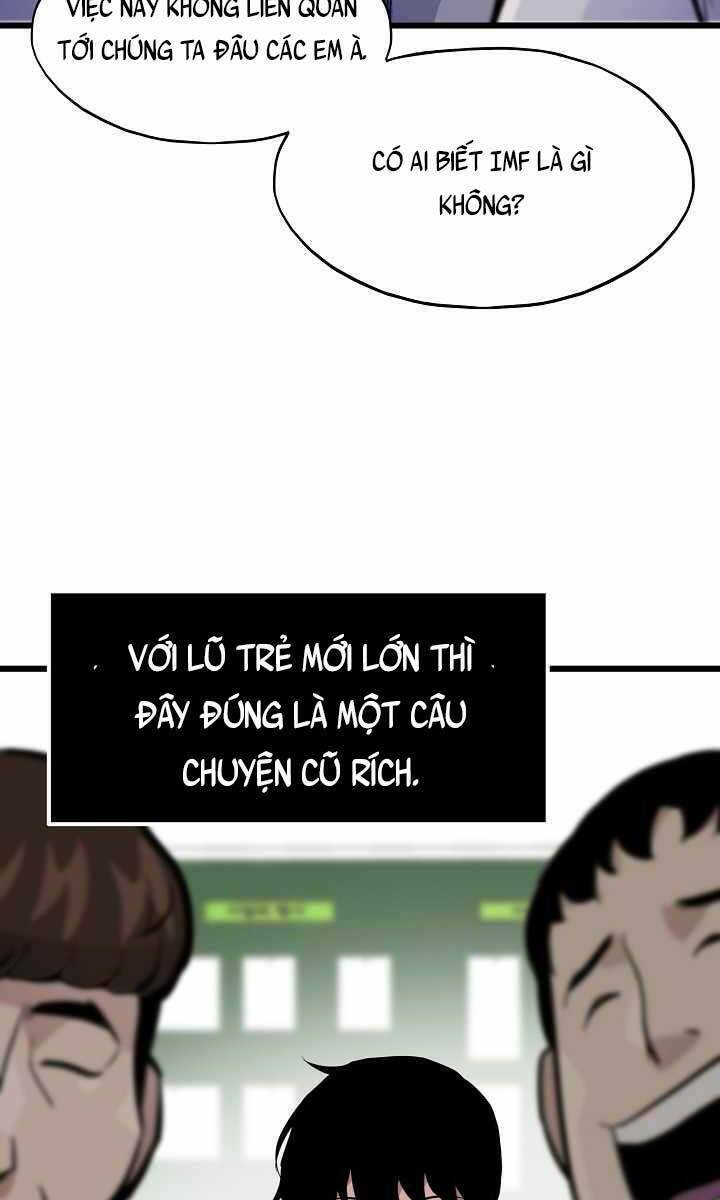 VIỆC NÀY KHÔNG LIÊN QUAN
TỚI CHÚNG TA ĐÂU CÁC EM À.
CÓ AI BIẾT IMF LÀ GÌ
KHÔNG?
VỚI LŨ TRẺ MỚI LỚN THÌ
ĐÂY ĐÚNG LÀ MỘT CÂU
CHUYỆN CŨ RÍCH.